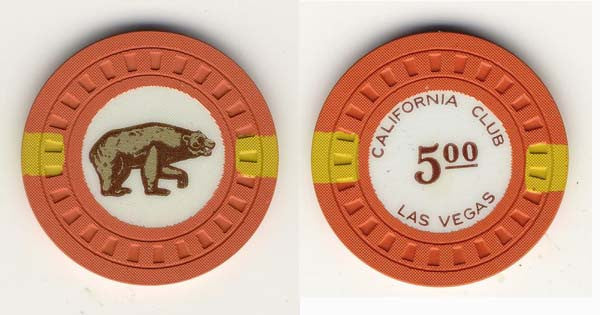 CALIFORNIA CLUB
5.00
LAS VEGAS